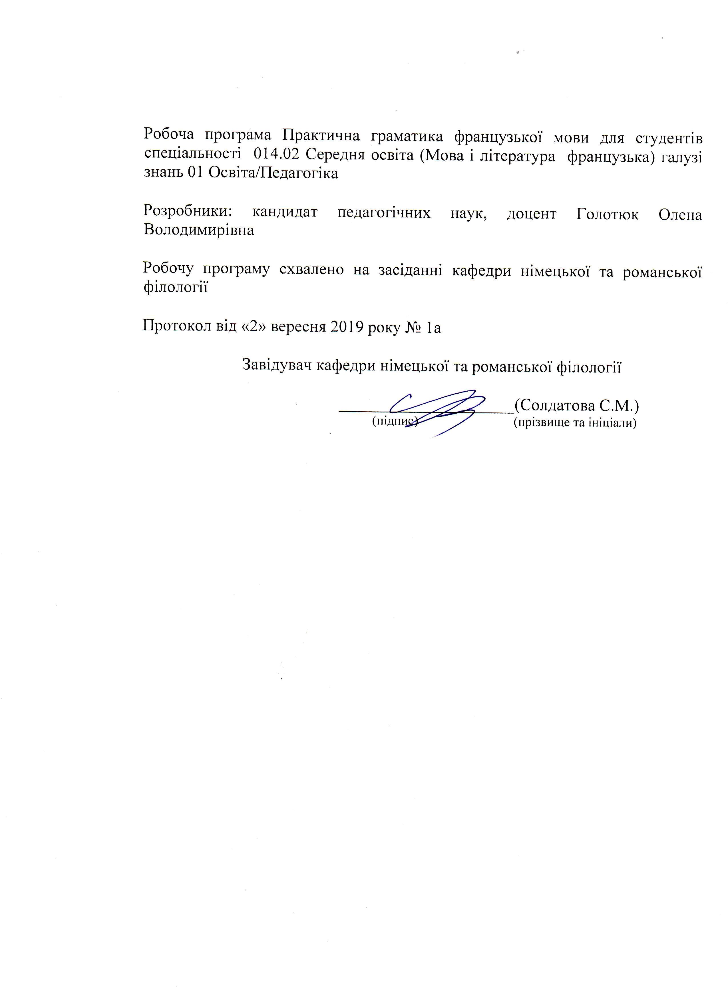 Робоча програма Практична граматика французької мови для студентів
спеціальності 014.02 Середня освіта (Мова і література французька) галузі
знань 01 Освіта/Педагогіка
Розробники: кандидат педагогічних наук, доцент Голотюк Олена
Володимирівна
Робочу програму схвалено на засіданні кафедри німецької та романської
філології
Протокол від «2» вересня 2019 року № 1а
Завідувач кафедри німецької та романської філології
(Солдатова С.М.)
(підпис) (прізвище та ініціали)